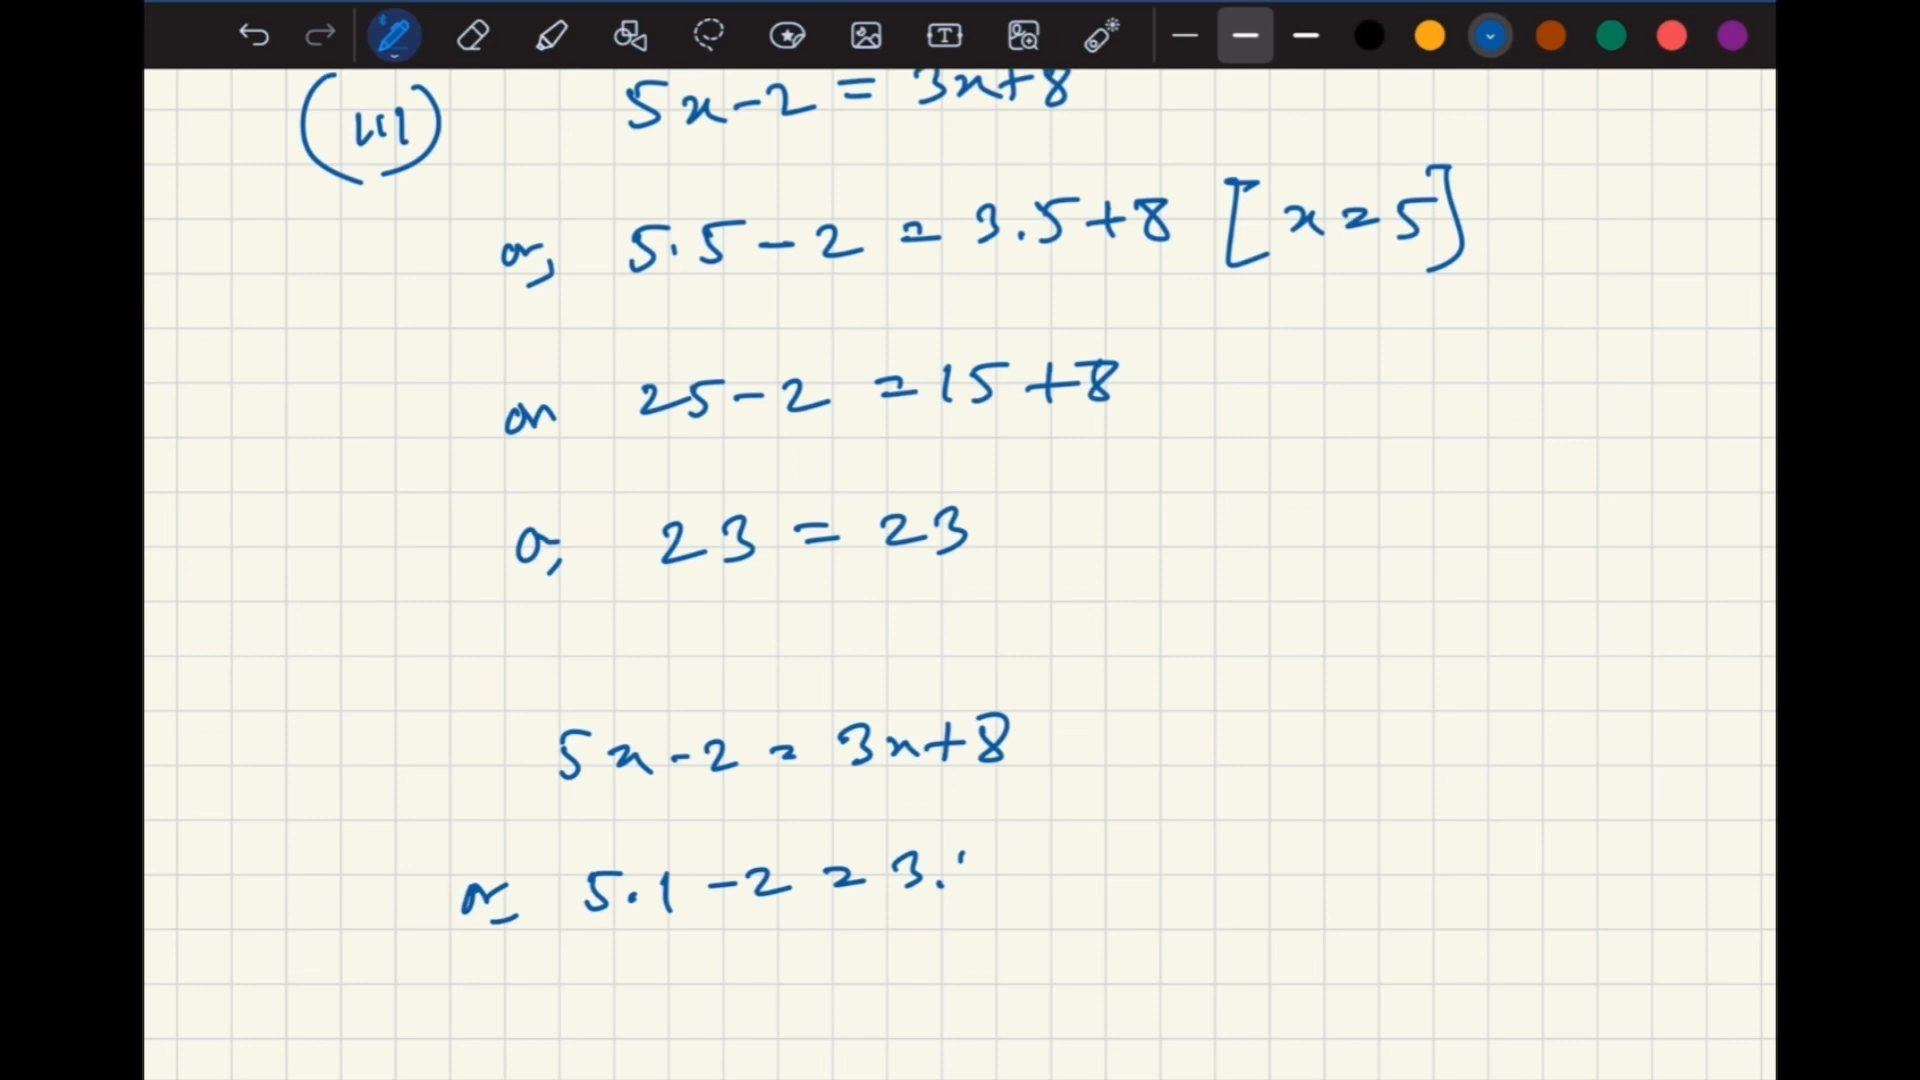 (iii) 5x-2 = 3x+8
or, 5.5-2 = 3.5+8 [x=5]
or 25-2 = 15+8
or, 23 = 23
5x-2 = 3x+8
or 5.1-2 = 3.